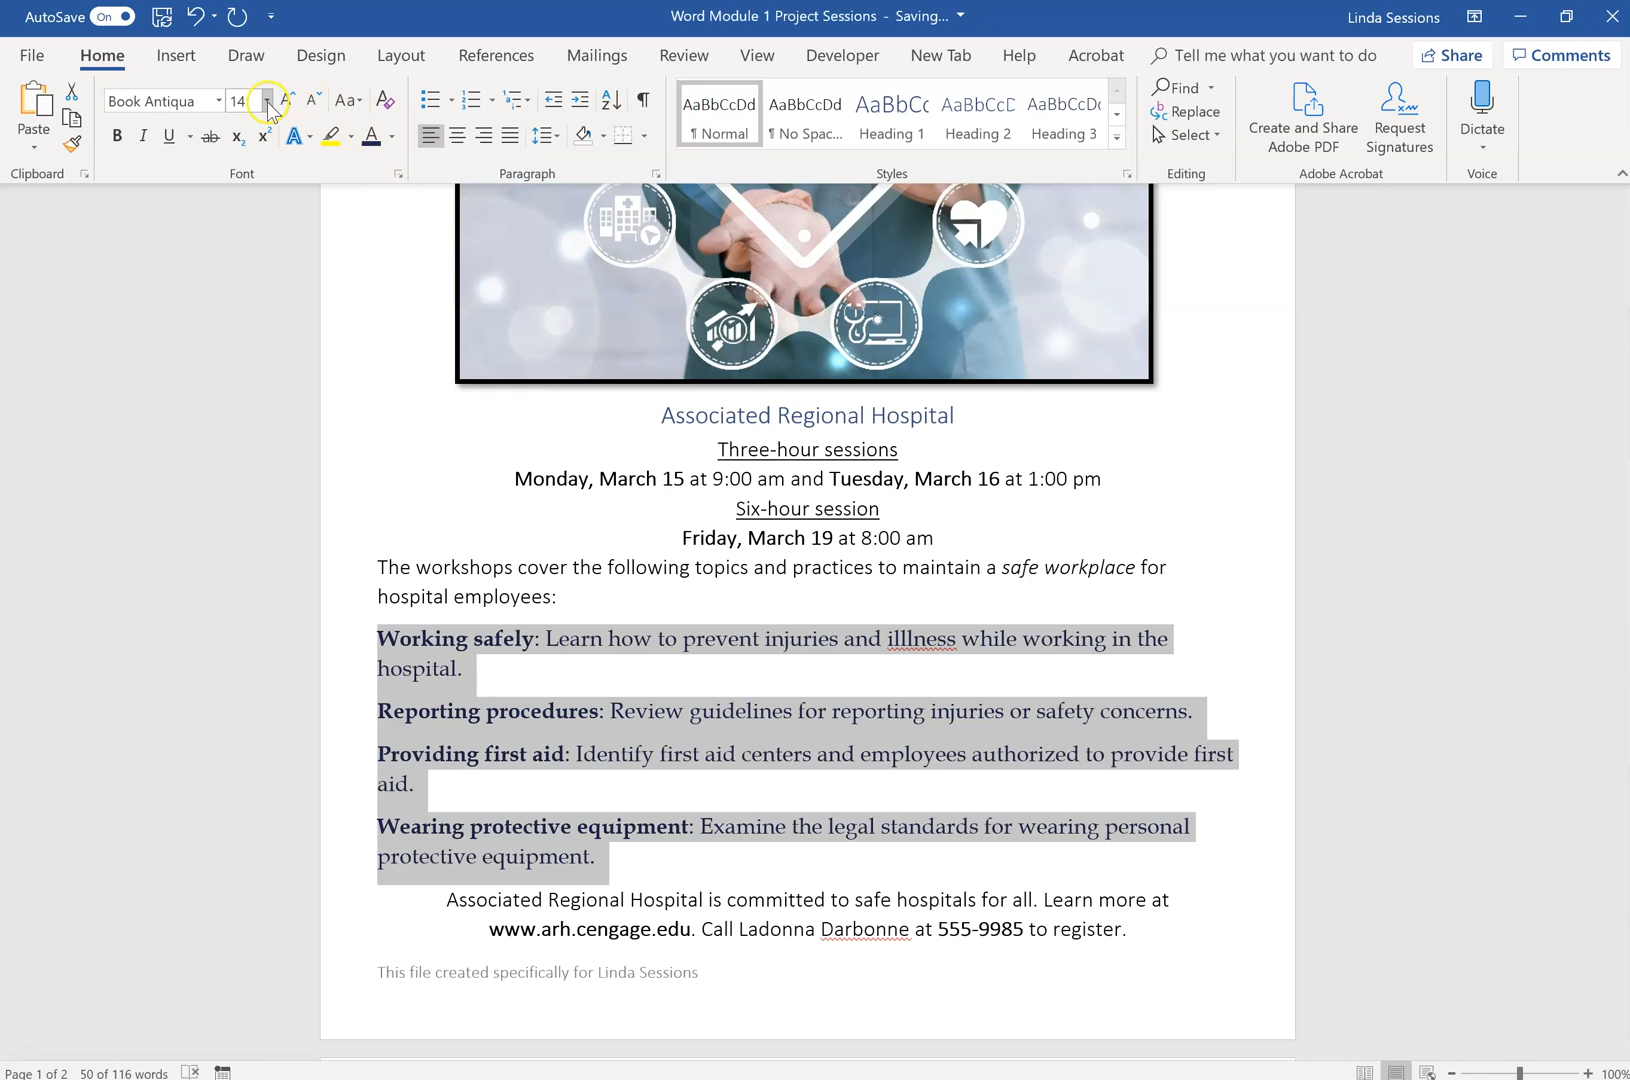 AutoSave On Word Module 1 Project Sessions - Saving... Linda Sessions
File Home Insert Draw Design Layout References Mailings Review View Developer New Tab Help Acrobat Tell me what you want to do Share Comments
Book Antiqua 14 Aa AaBbCcDd AaBbCcDd AaBbCc AaBbCcD AaBbCcDc Find
Paste B I U ab x₂ x² A A ¶ Normal ¶ No Spac... Heading 1 Heading 2 Heading 3 Replace Select Create and Share Adobe PDF Request Signatures Dictate
Clipboard Font Paragraph Styles Editing Adobe Acrobat Voice
Associated Regional Hospital
Three-hour sessions
Monday, March 15 at 9:00 am and Tuesday, March 16 at 1:00 pm
Six-hour session
Friday, March 19 at 8:00 am
The workshops cover the following topics and practices to maintain a safe workplace for
hospital employees:
Working safely: Learn how to prevent injuries and illlness while working in the
hospital.
Reporting procedures: Review guidelines for reporting injuries or safety concerns.
Providing first aid: Identify first aid centers and employees authorized to provide first
aid.
Wearing protective equipment: Examine the legal standards for wearing personal
protective equipment.
Associated Regional Hospital is committed to safe hospitals for all. Learn more at
www.arh.cengage.edu. Call Ladonna Darbonne at 555-9985 to register.
This file created specifically for Linda Sessions
Page 1 of 2 50 of 116 words 100%